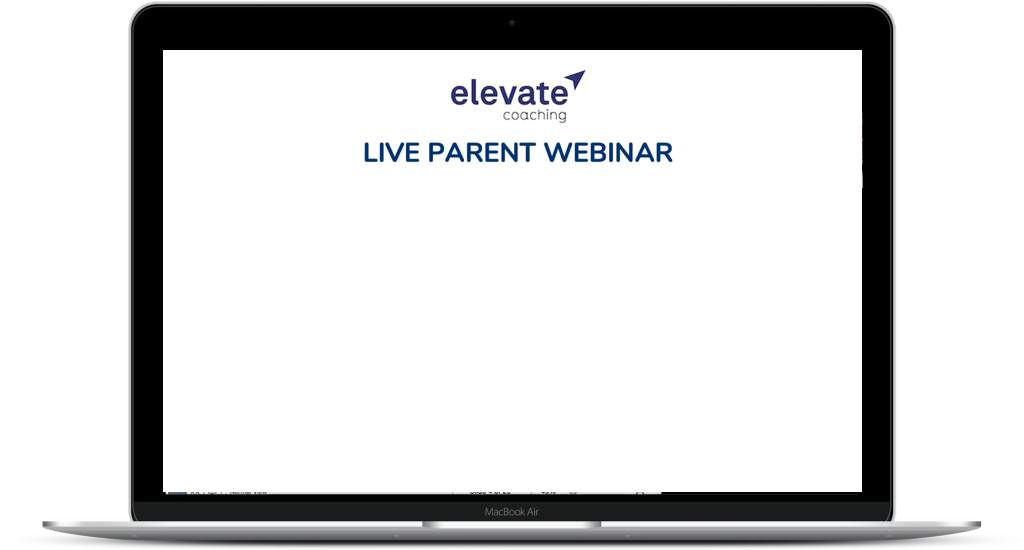 elevate
coaching
LIVE PARENT WEBINAR
MacBook Air